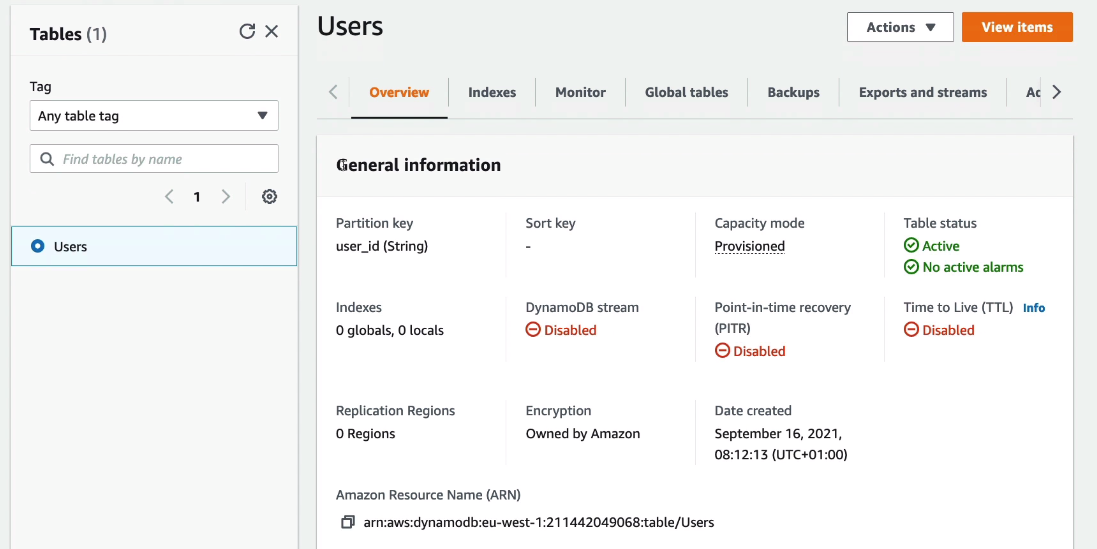 Tables (1)
Tag
Any table tag
Find tables by name
1
Users
Users
Actions
View items
Overview
Indexes
Monitor
Global tables
Backups
Exports and streams
General information
Partition key
user_id (String)
Sort key
-
Capacity mode
Provisioned
Table status
Active
No active alarms
Indexes
0 globals, 0 locals
DynamoDB stream
Disabled
Point-in-time recovery
(PITR)
Disabled
Time to Live (TTL) Info
Disabled
Replication Regions
0 Regions
Encryption
Owned by Amazon
Date created
September 16, 2021,
08:12:13 (UTC+01:00)
Amazon Resource Name (ARN)
arn:aws:dynamodb:eu-west-1:211442049068:table/Users